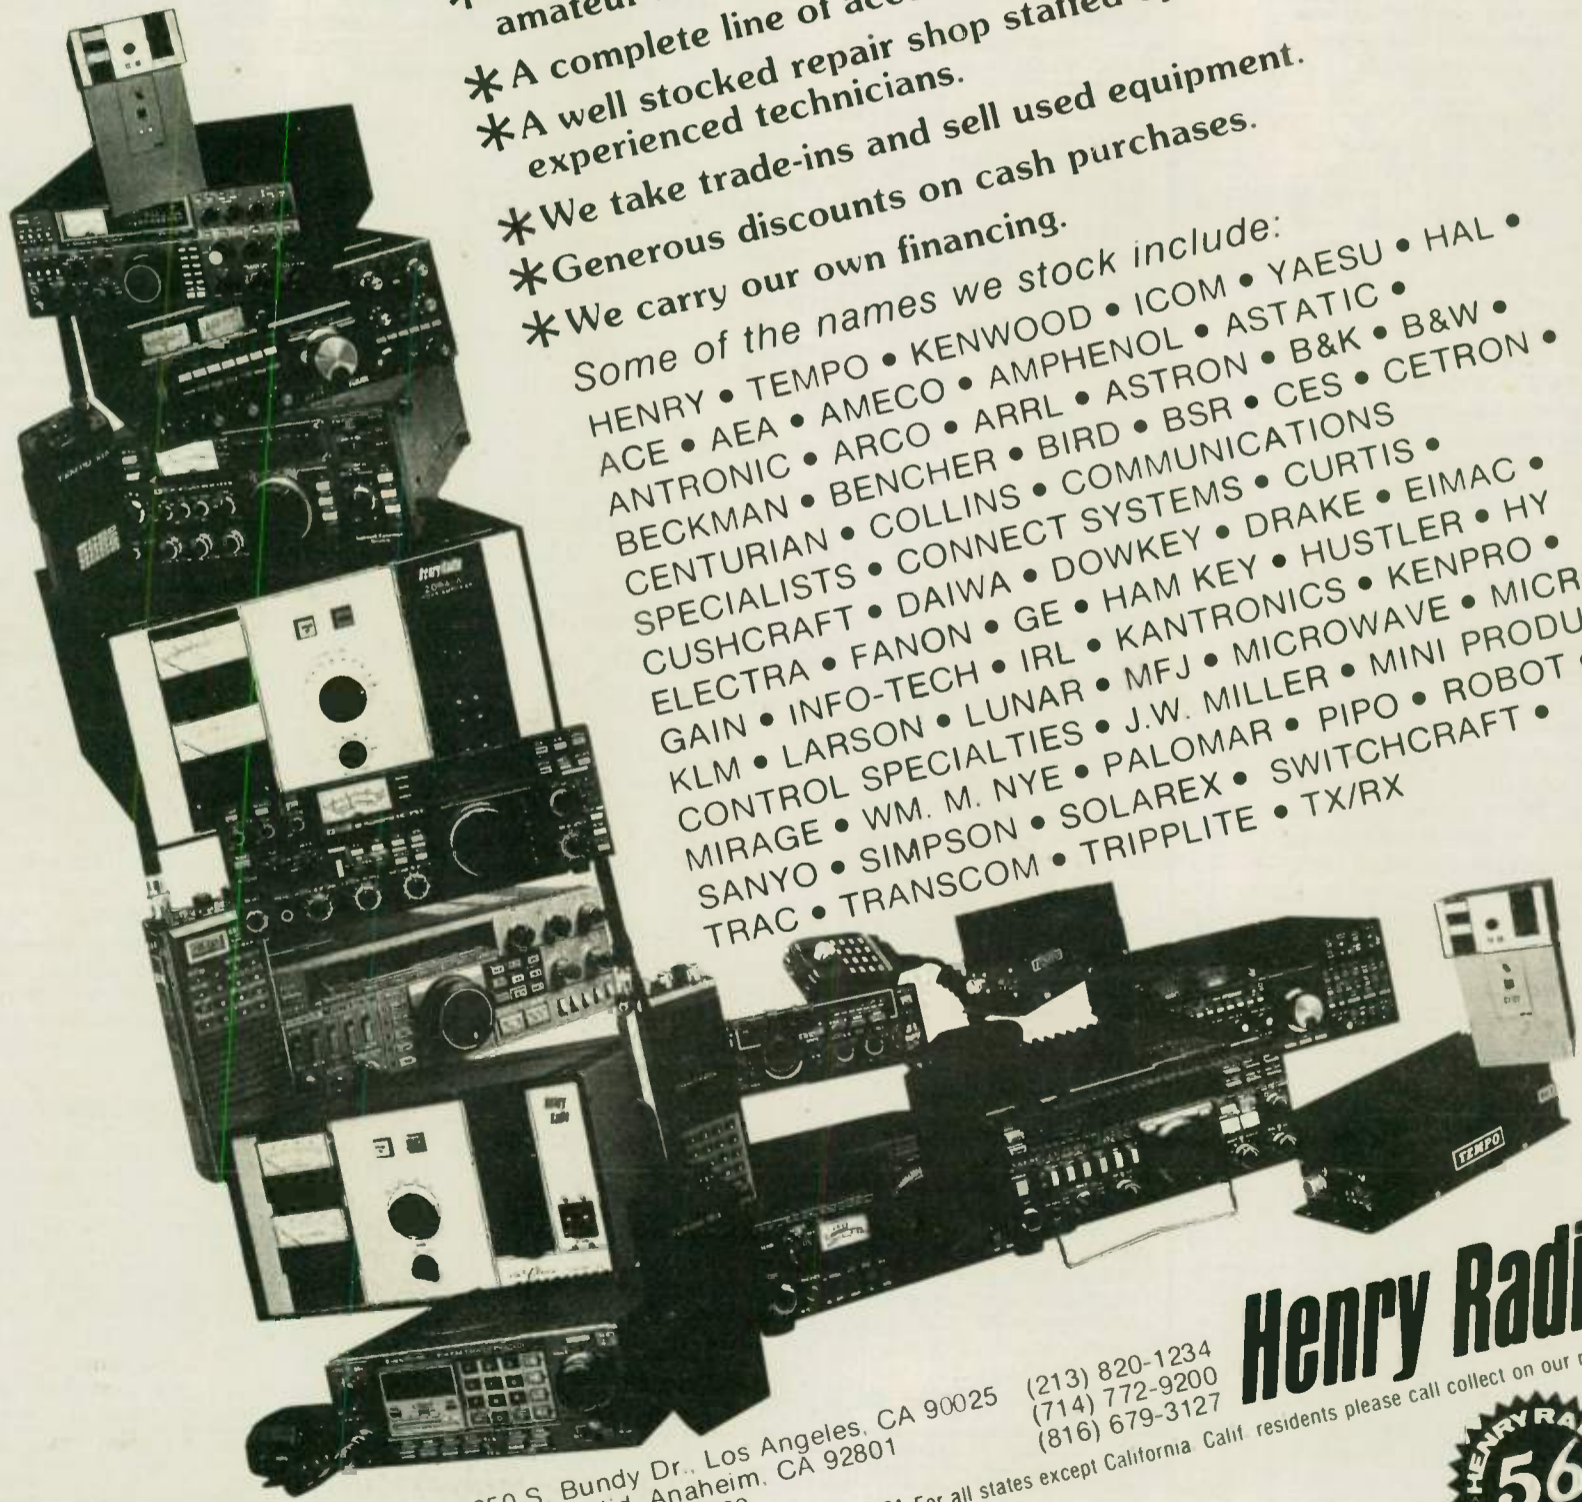 amateur
* A complete line of
* A well stocked repair shop staffed
experienced technicians.
* We take trade-ins and sell used equipment.
* Generous discounts on cash purchases.
* We carry our own financing.
Some of the names we stock include:
HENRY • TEMPO • KENWOOD • ICOM • YAESU • HAL •
ACE • AEA • AMECO • AMPHENOL • ASTATIC •
ANTRONIC • ARCO • ARRL • ASTRON • B&K • B&W •
BECKMAN • BENCHER • BIRD • BSR • CES • CETRON •
CENTURIAN • COLLINS • COMMUNICATIONS
SPECIALISTS • CONNECT SYSTEMS • CURTIS •
CUSHCRAFT • DAIWA • DOWKEY • DRAKE • EIMAC •
ELECTRA • FANON • GE • HAM KEY • HUSTLER • HY
GAIN • INFO-TECH • IRL • KANTRONICS • KENPRO •
KLM • LARSON • LUNAR • MFJ • MICROWAVE • MICR
CONTROL SPECIALTIES • J.W. MILLER • MINI PRODU
MIRAGE • WM. M. NYE • PALOMAR • PIPO • ROBOT •
SANYO • SIMPSON • SOLAREX • SWITCHCRAFT •
TRAC • TRANSCOM • TRIPPLITE • TX/RX
Henry Radio
TEMPO
Henry
Radio
TEMPO
Henry Radi
S. Bundy Dr., Los Angeles, CA 90025 (213) 820-1234
Anaheim, CA 92801 (714) 772-9200
(816) 679-3127
For all states except California. Calif. residents please call collect on our
HENRY RA
56